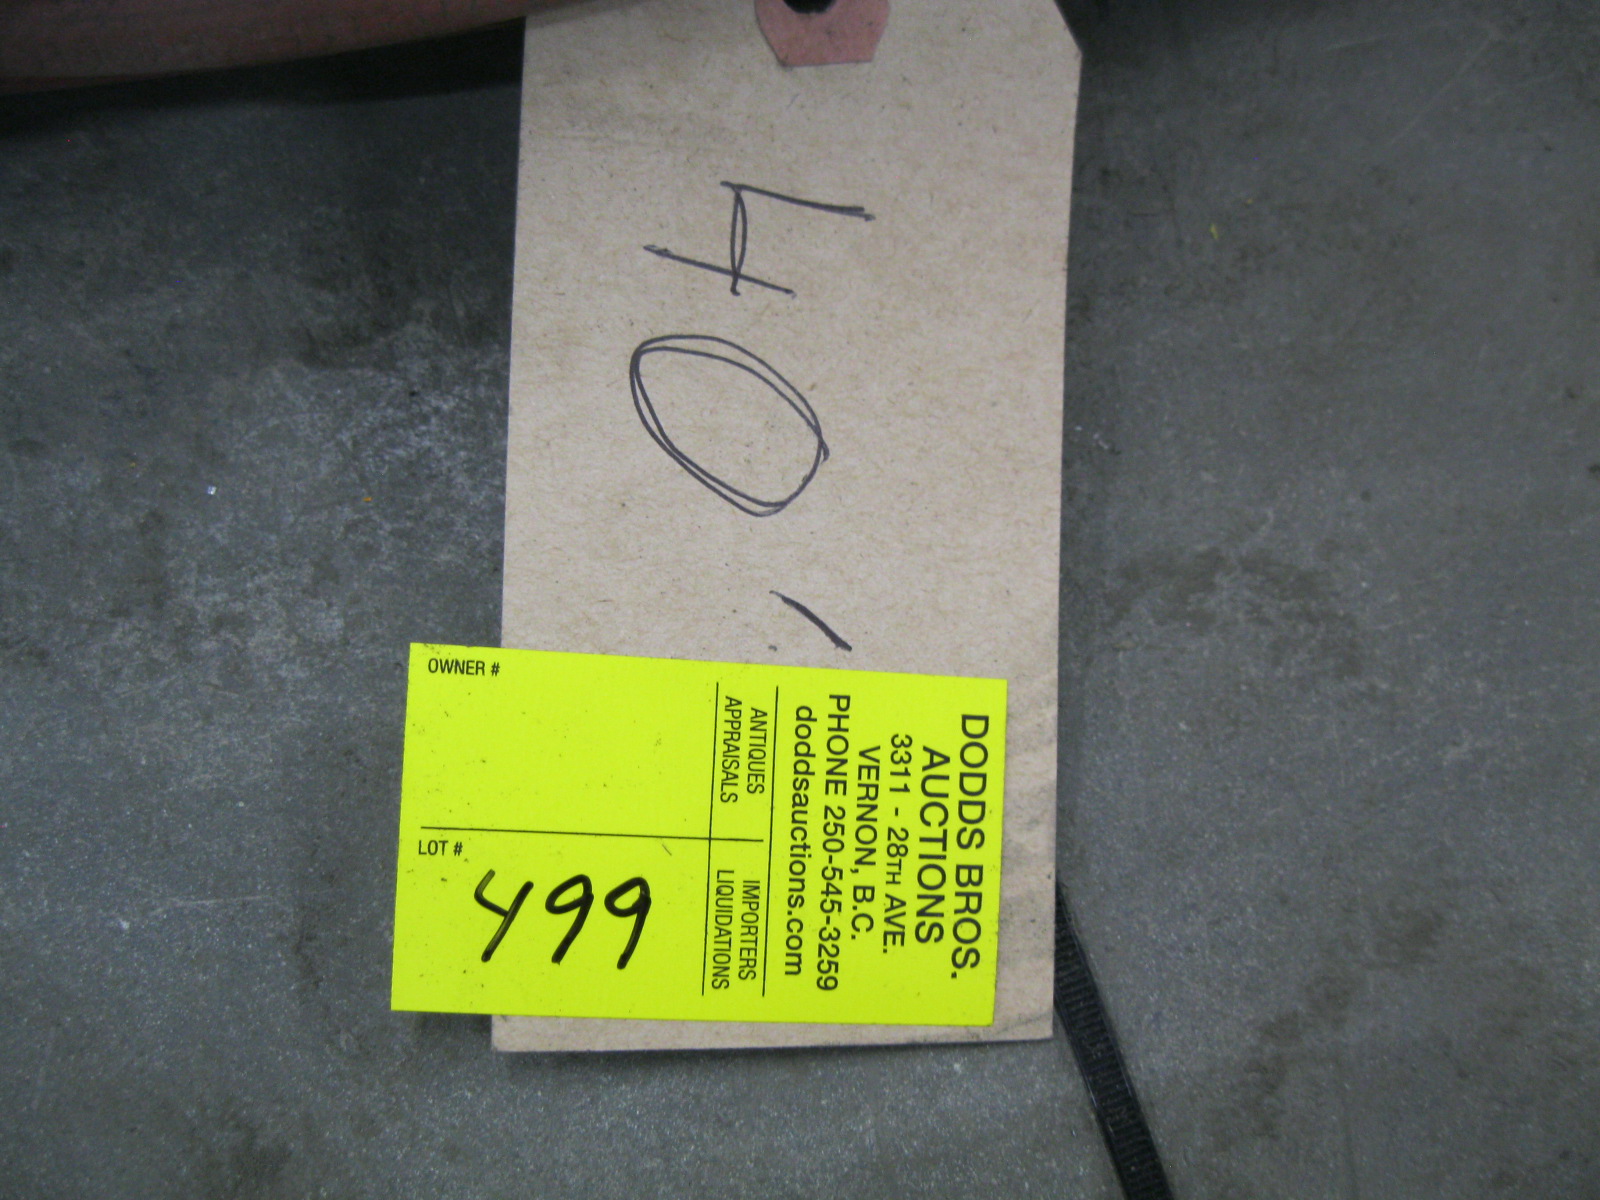 40'
DODDS BROS.
AUCTIONS
3311 - 28TH AVE.
VERNON, B.C.
PHONE 250-545-3259
doddsauctions.com
ANTIQUES IMPORTERS
APPRAISALS LIQUIDATIONS
OWNER #
LOT #
499